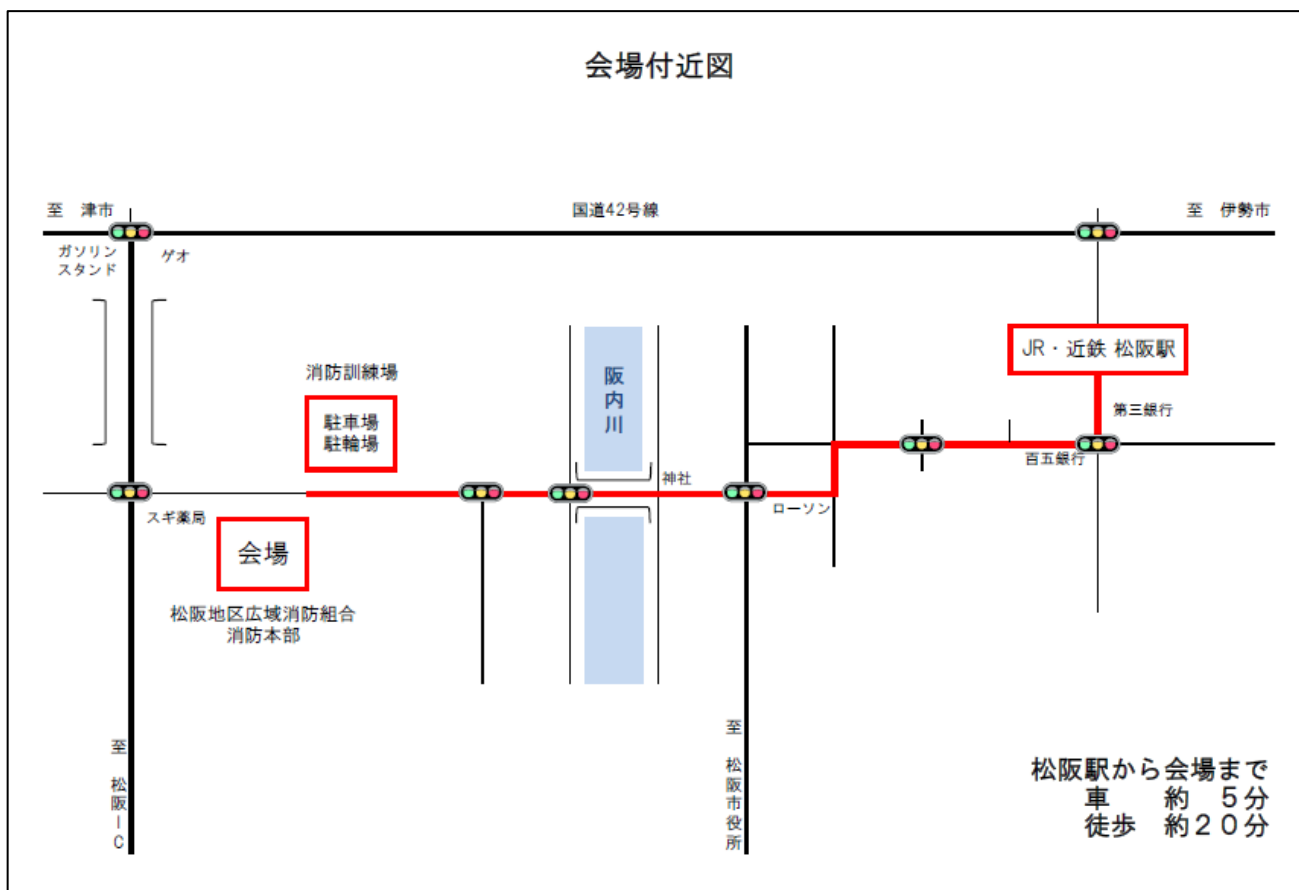 会場付近図
至　津市
国道42号線
至　伊勢市
ガソリン
スタンド
ゲオ
JR・近鉄 松阪駅
消防訓練場
駐車場
駐輪場
阪内川
第三銀行
百五銀行
神社
ローソン
スギ薬局
会場
松阪地区広域消防組合
消防本部
至　松阪IC
至　松阪市役所
松阪駅から会場まで
車　　約　５分
徒歩　約２０分